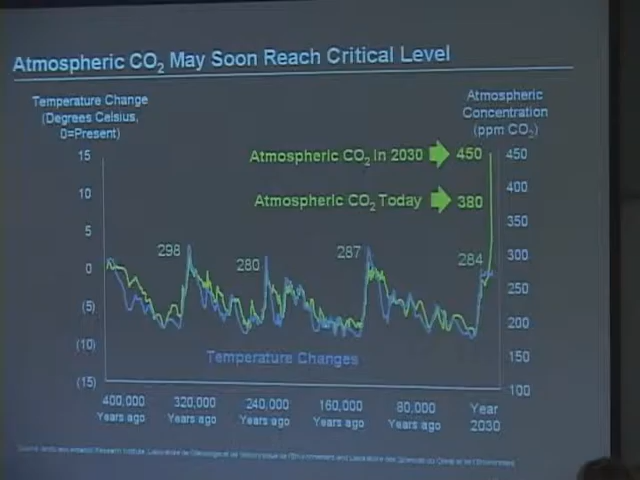 Atmospheric CO₂ May Soon Reach Critical Level
Temperature Change
(Degrees Celsius,
0=Present)
Atmospheric
Concentration
(ppm CO₂)
Atmospheric CO₂ In 2030 450
Atmospheric CO₂ Today 380
15
10
5
0
(5)
(10)
(15)
450
400
350
300
250
200
150
100
298
280
287
284
Temperature Changes
400,000
Years ago
320,000
Years ago
240,000
Years ago
160,000
Years ago
80,000
Years ago
Year
2030